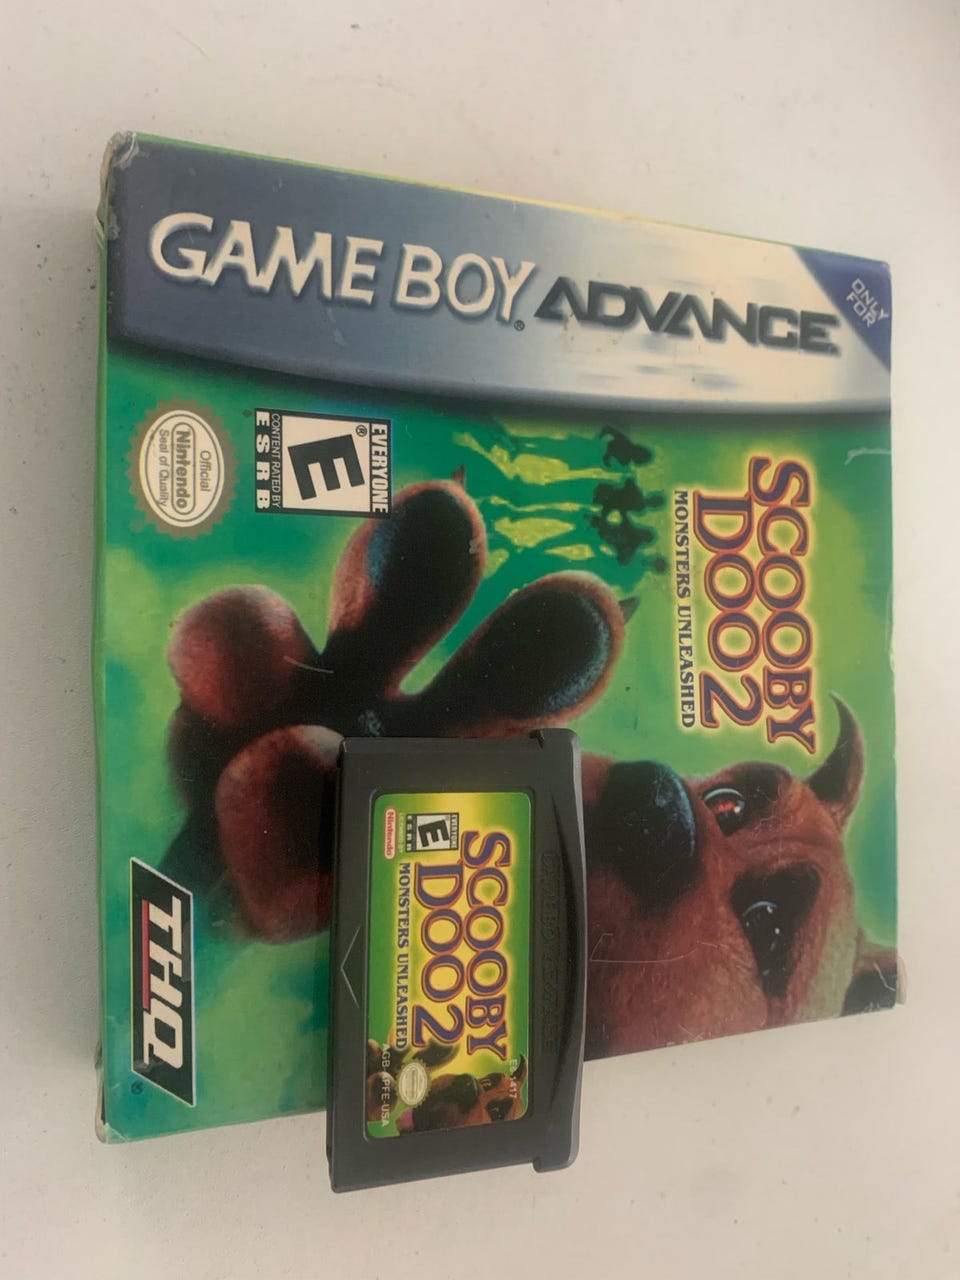 GAME BOY ADVANCE
ONLY
FOR
SCOOBY
DOO 2
MONSTERS UNLEASHED
EVERYONE
E
CONTENT RATED BY
ESRB
Official
Nintendo
Seal of Quality
THQ
SCOOBY
DOO 2
MONSTERS UNLEASHED
EVERYONE
E
ESRB
Nintendo
AGB-
FE-USA